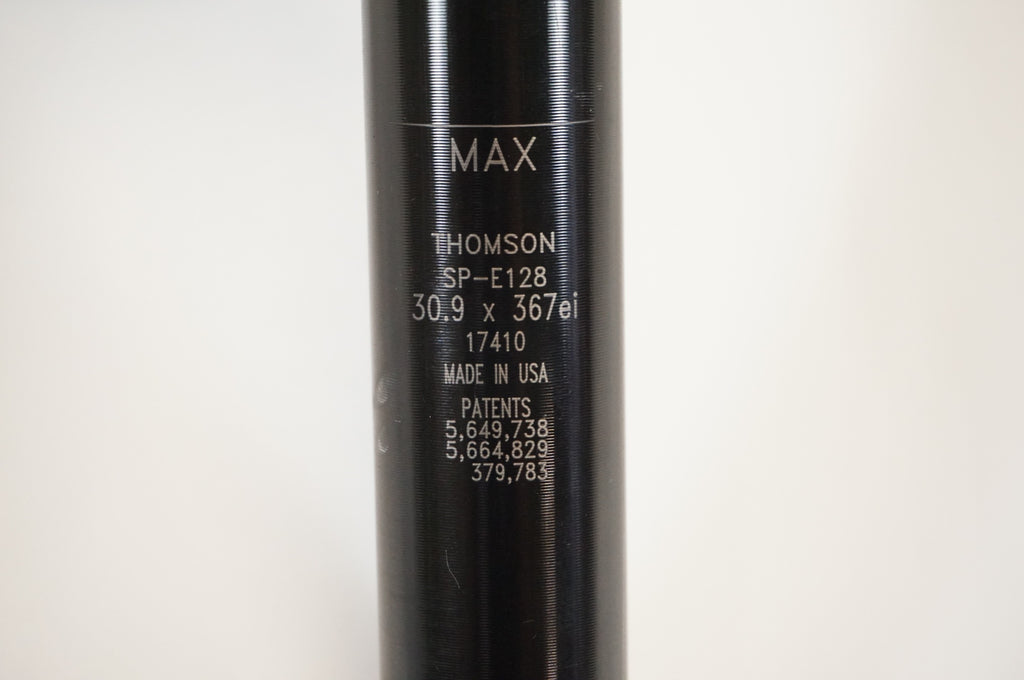 MAX
THOMSON
SP-E128
30.9 x 367ei
17410
MADE IN USA
PATENTS
5,649,738
5,664,829
379,783